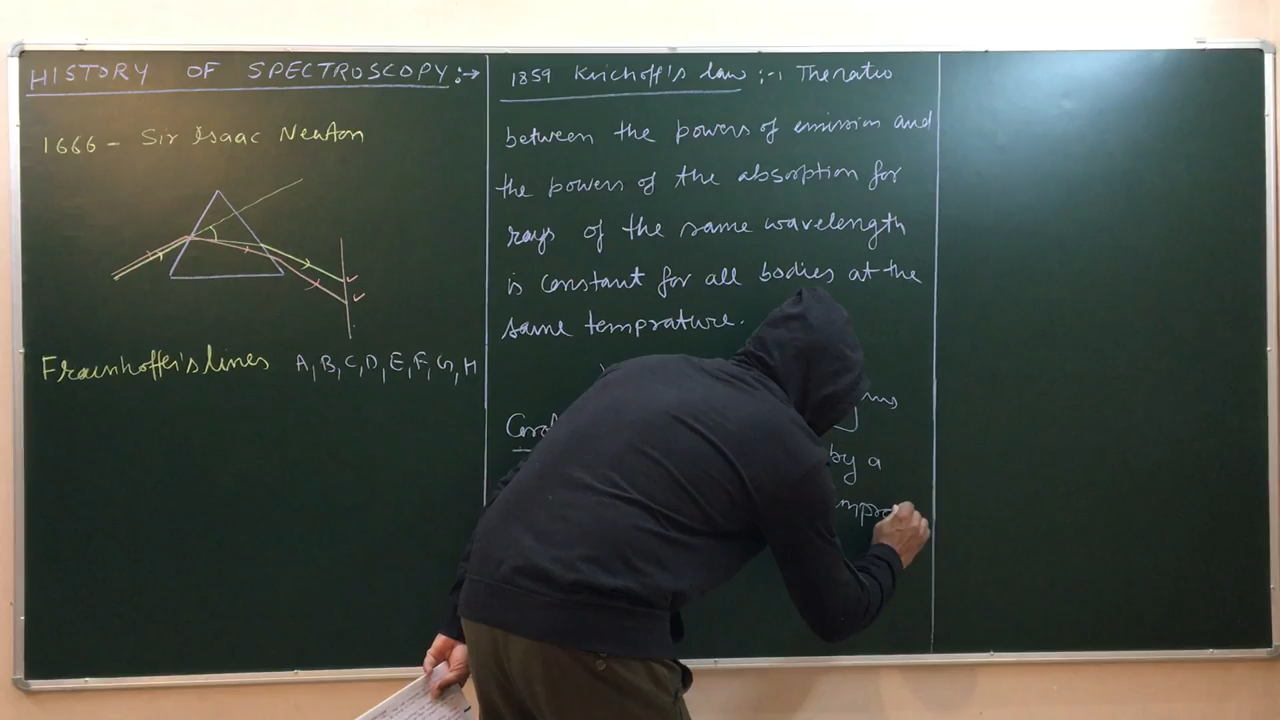 HISTORY OF SPECTROSCOPY :→
1666 - Sir Isaac Newton
Fraunhoffer's lines A, B, C, D, E, F, G, H
1859 Kirchoff's law :-, The ratio
between the powers of emission and
the powers of the absorption for
rays of the same wavelength
is constant for all bodies at the
same temprature.
by a